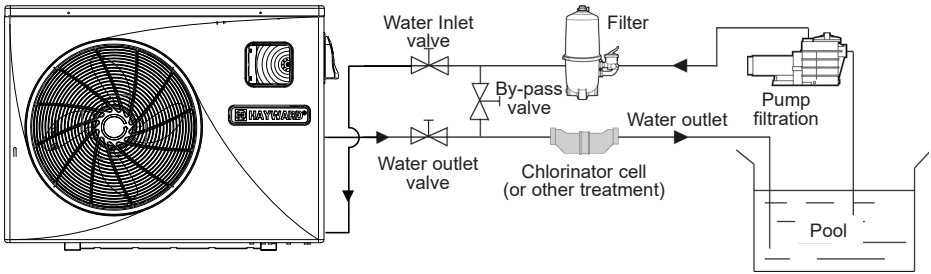 Water Inlet
valve
Filter
By-pass
valve
Pump
filtration
HAYWARD®
Water outlet
valve
Chlorinator cell
(or other treatment)
Water outlet
Pool